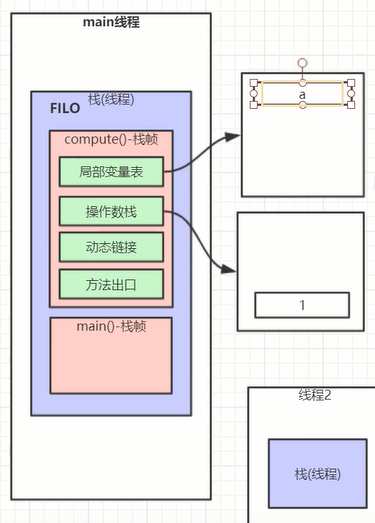 main线程
栈(线程)
FILO
compute()-栈帧
局部变量表
操作数栈
动态链接
方法出口
main()-栈帧
a
1
线程2
栈(线程)